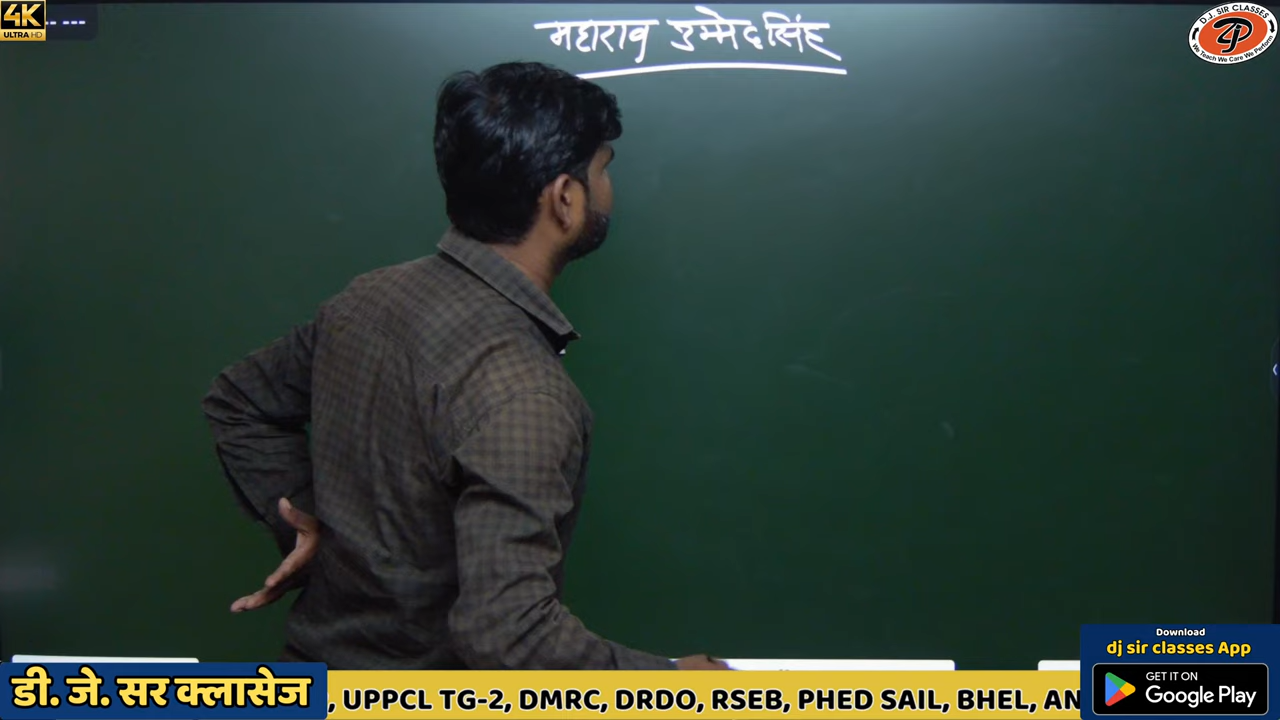 4K
ULTRA HD
महाराव उम्मेदसिंह
D.J. SIR CLASSES
We Teach We Care We Perform
डी. जे. सर क्लासेज
, UPPCL TG-2, DMRC, DRDO, RSEB, PHED SAIL, BHEL, AN
Download
dj sir classes App
GET IT ON
Google Play